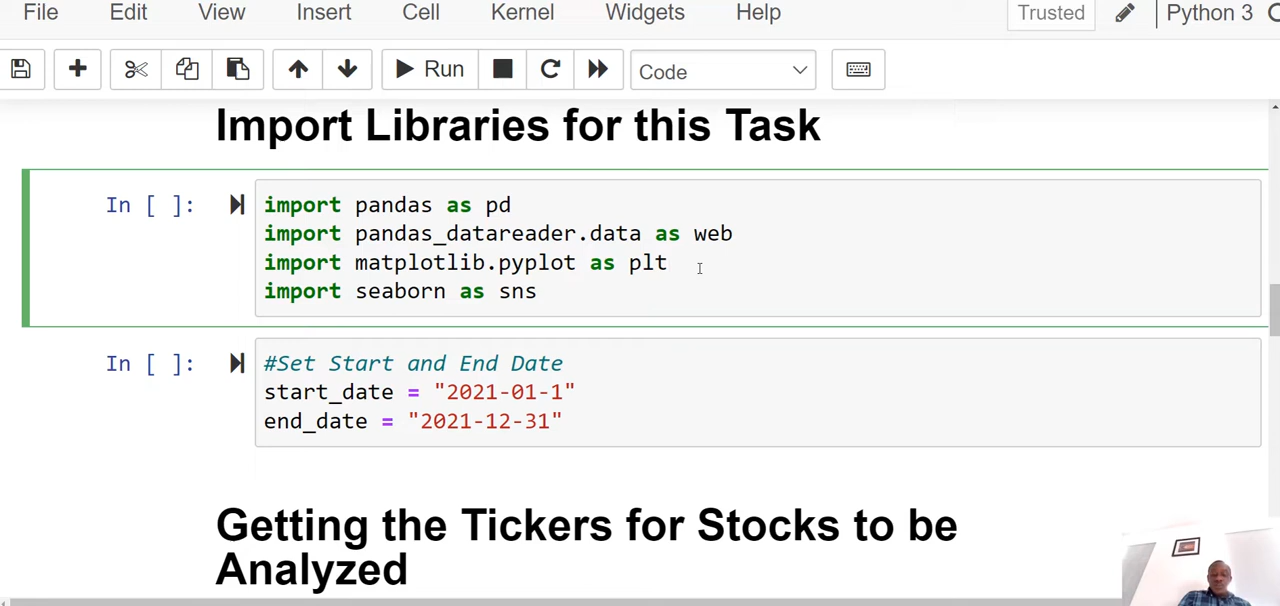 File Edit View Insert Cell Kernel Widgets Help Trusted Python 3
Run Code
Import Libraries for this Task
In [ ]: import pandas as pd
import pandas_datareader.data as web
import matplotlib.pyplot as plt
import seaborn as sns
In [ ]: #Set Start and End Date
start_date = "2021-01-1"
end_date = "2021-12-31"
Getting the Tickers for Stocks to be
Analyzed